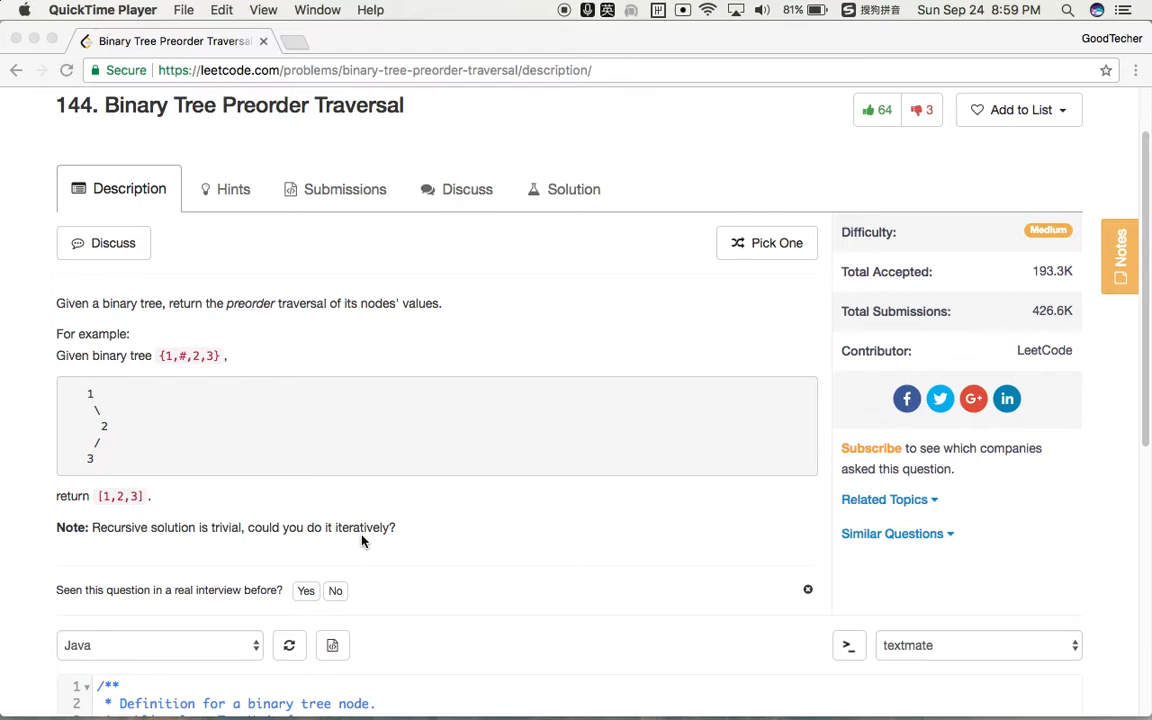 QuickTime Player File Edit View Window Help 英 81% S 搜狗拼音 Sun Sep 24 8:59 PM
Binary Tree Preorder Traversal × GoodTecher
Secure https://leetcode.com/problems/binary-tree-preorder-traversal/description/
144. Binary Tree Preorder Traversal 64 3 Add to List
Description Hints Submissions Discuss Solution
Discuss Pick One
Difficulty: Medium
Total Accepted: 193.3K
Total Submissions: 426.6K
Contributor: LeetCode
f G+ in
Subscribe to see which companies
asked this question.
Related Topics
Similar Questions
Notes
Given a binary tree, return the preorder traversal of its nodes' values.
For example:
Given binary tree {1,#,2,3},
1
\
2
/
3
return [1,2,3].
Note: Recursive solution is trivial, could you do it iteratively?
Seen this question in a real interview before? Yes No
Java >_ textmate
1 /**
2 * Definition for a binary tree node.